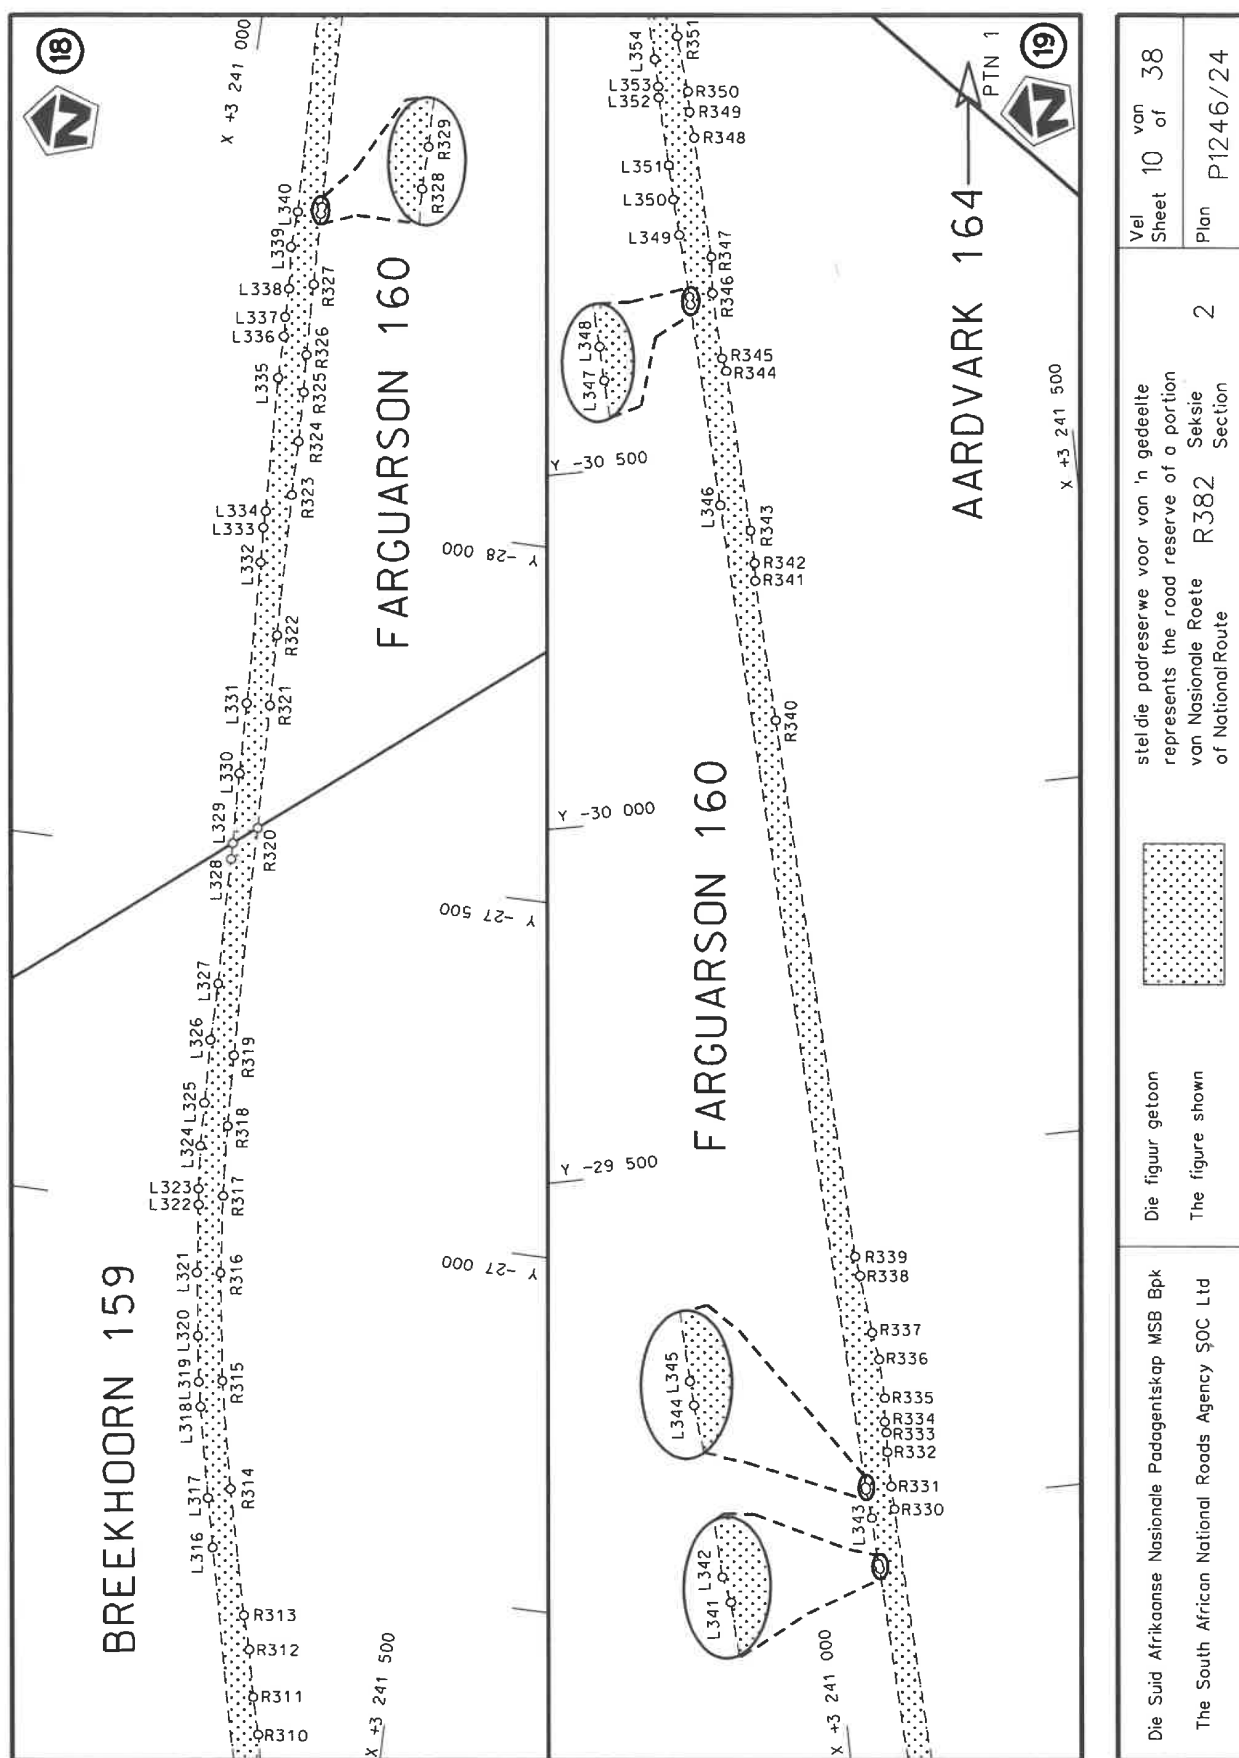 18
N
X +3 241 000
BREEKHOORN 159
FARGUARSON 160
X +3 241 500
Y -27 000
Y -27 500
Y -28 000
L316
L317
L318
L319
L320
L321
L322
L323
L324
L325
L326
L327
L328
L329
L330
L331
L332
L333
L334
L335
L336
L337
L338
L339
L340
R310
R311
R312
R313
R314
R315
R316
R317
R318
R319
R320
R321
R322
R323
R324
R325
R326
R327
R328
R329
19
N
PTN 1
FARGUARSON 160
AARDVARK 164
X +3 241 000
X +3 241 500
Y -29 500
Y -30 000
Y -30 500
L341
L342
L343
L344
L345
L346
L347
L348
L349
L350
L351
L352
L353
L354
R330
R331
R332
R333
R334
R335
R336
R337
R338
R339
R340
R341
R342
R343
R344
R345
R346
R347
R348
R349
R350
R351
Die Suid Afrikaanse Nasionale Padagentskap MSB Bpk
The South African National Roads Agency SOC Ltd
Die figuur getoon
The figure shown
stel die padreserwe voor van 'n gedeelte
represents the road reserve of a portion
van Nasionale Roete R382 Seksie 2
of National Route Section
Vel 10 van 38
Sheet of
Plan P1246/24